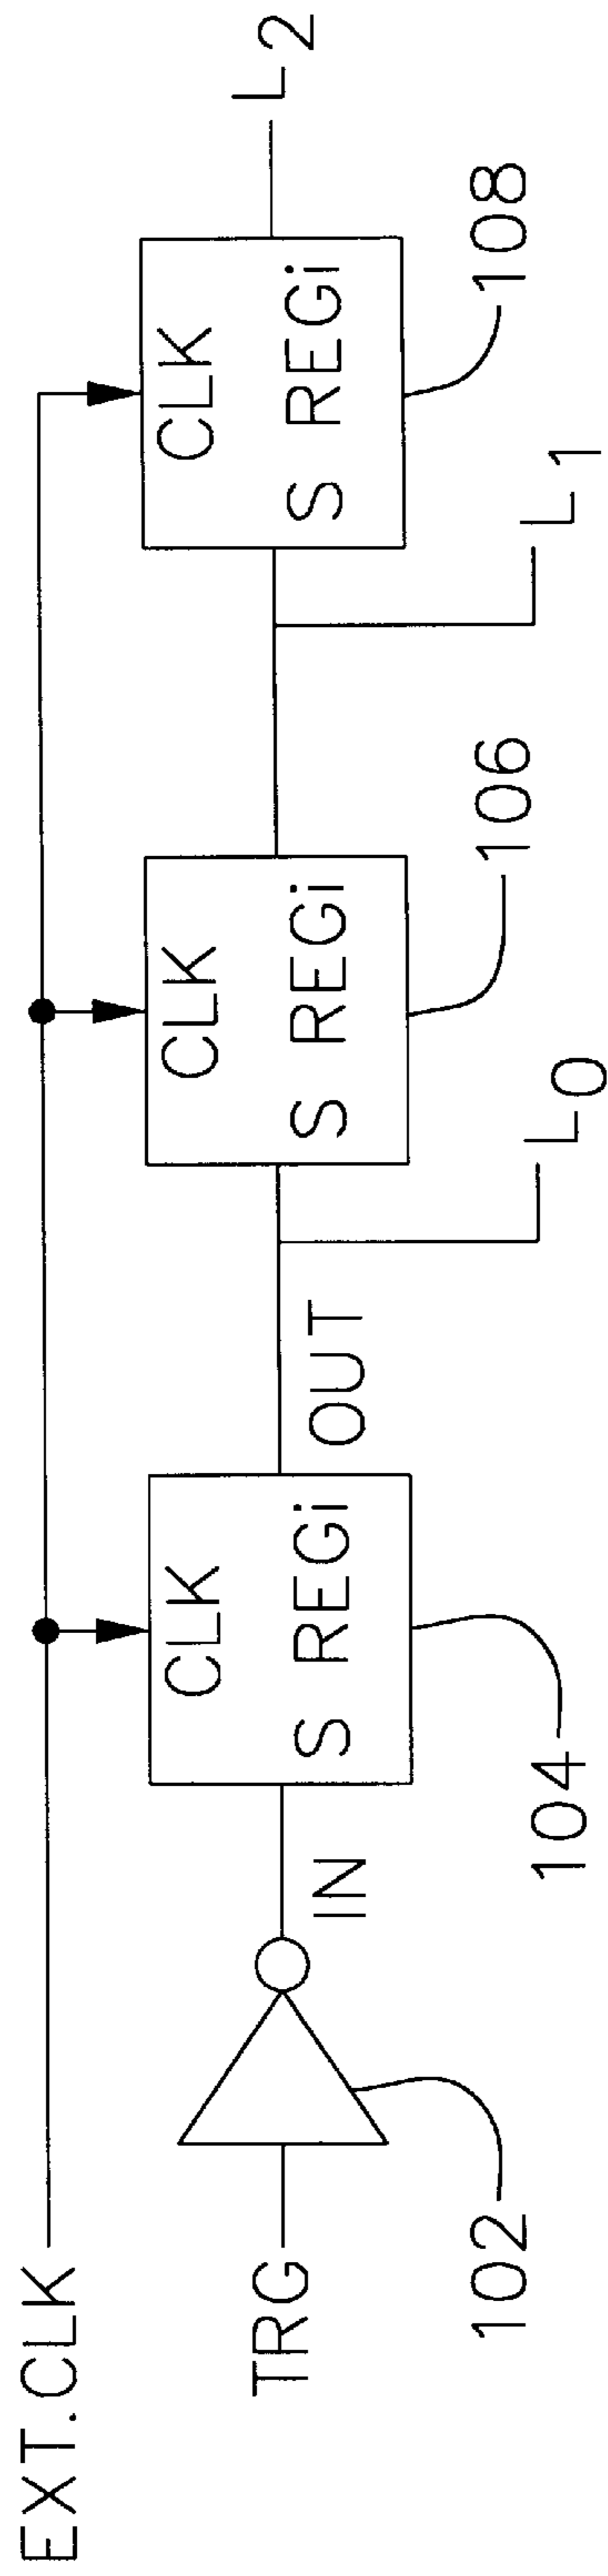 EXT.CLK
TRG
102
IN
CLK
S REGi
104
OUT
L0
CLK
S REGi
106
L1
CLK
S REGi
108
L2